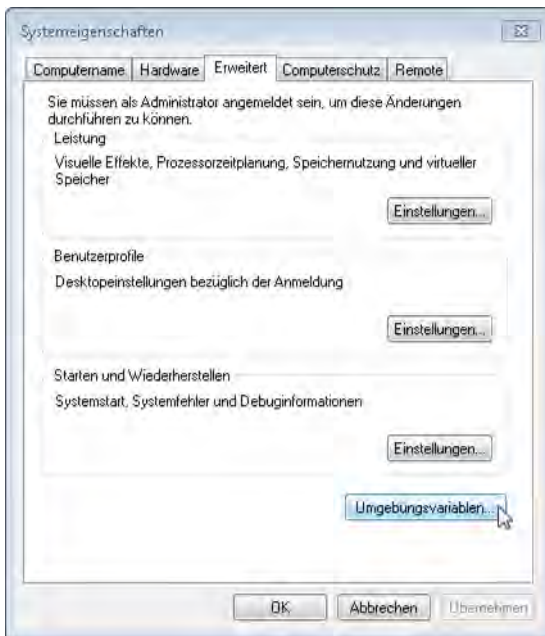 Systemeigenschaften
Computername Hardware Erweitert Computerschutz Remote
Sie müssen als Administrator angemeldet sein, um diese Änderungen
durchführen zu können.
Leistung
Visuelle Effekte, Prozessorzeitplanung, Speichernutzung und virtueller
Speicher
Einstellungen...
Benutzerprofile
Desktopeinstellungen bezüglich der Anmeldung
Einstellungen...
Starten und Wiederherstellen
Systemstart, Systemfehler und Debuginformationen
Einstellungen...
Umgebungsvariablen...
OK Abbrechen Übernehmen